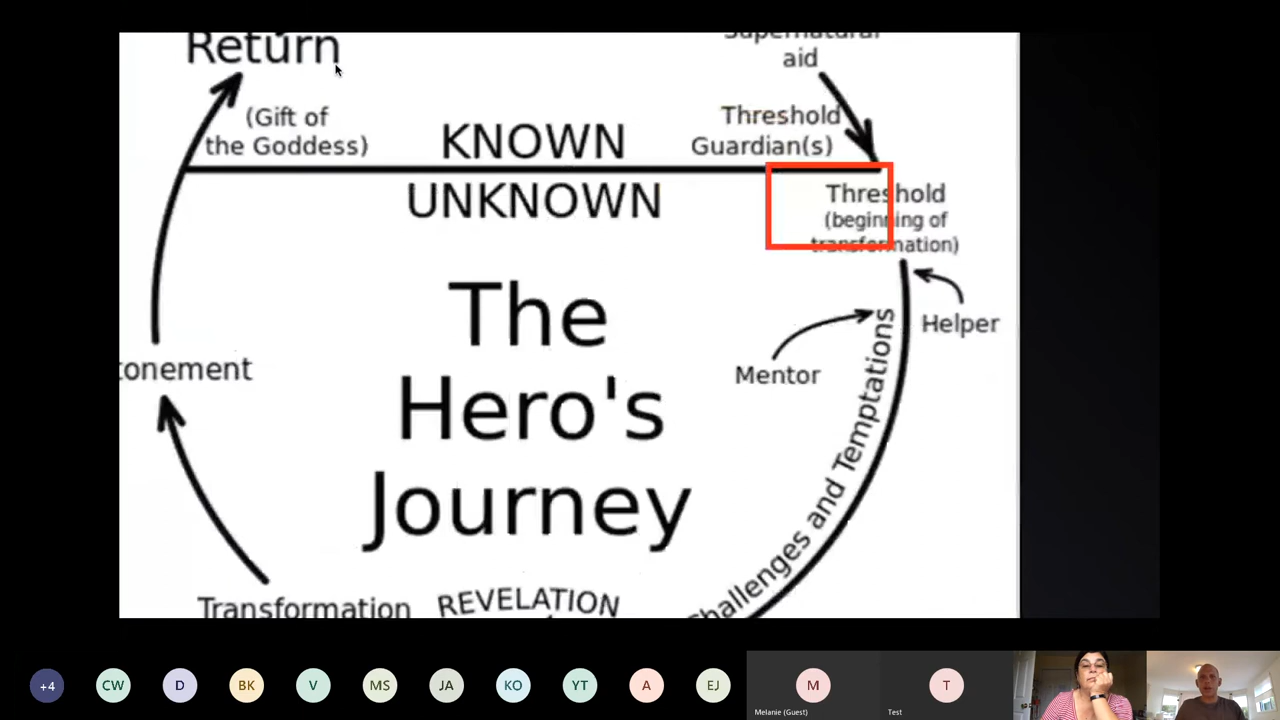 Return
Supernatural
aid
(Gift of
the Goddess)
KNOWN
Threshold
Guardian(s)
UNKNOWN
Threshold
(beginning of
transformation)
Helper
Mentor
The
Hero's
Journey
tonement
Challenges and Temptations
Transformation
REVELATION
+4
CW
D
BK
V
MS
JA
KO
YT
A
EJ
M
Melanie (Guest)
T
Test